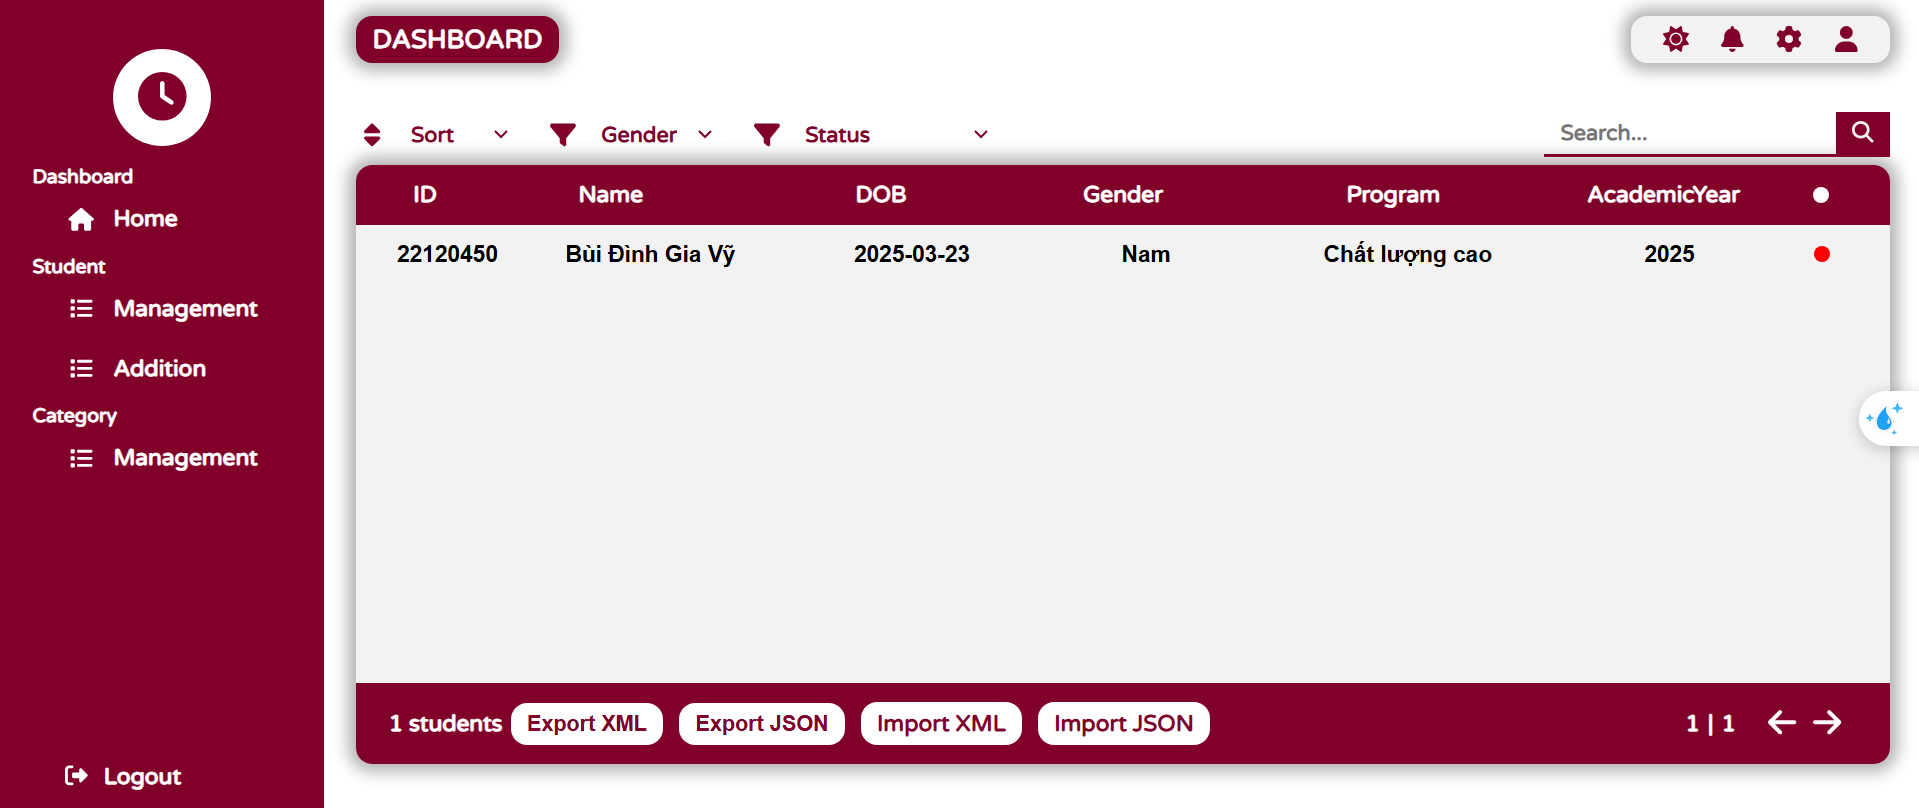 DASHBOARD
Dashboard
Home
Student
Management
Addition
Category
Management
Logout
Sort Gender Status Search...
ID Name DOB Gender Program AcademicYear
22120450 Bùi Đình Gia Vỹ 2025-03-23 Nam Chất lượng cao 2025
1 students Export XML Export JSON Import XML Import JSON 1 | 1